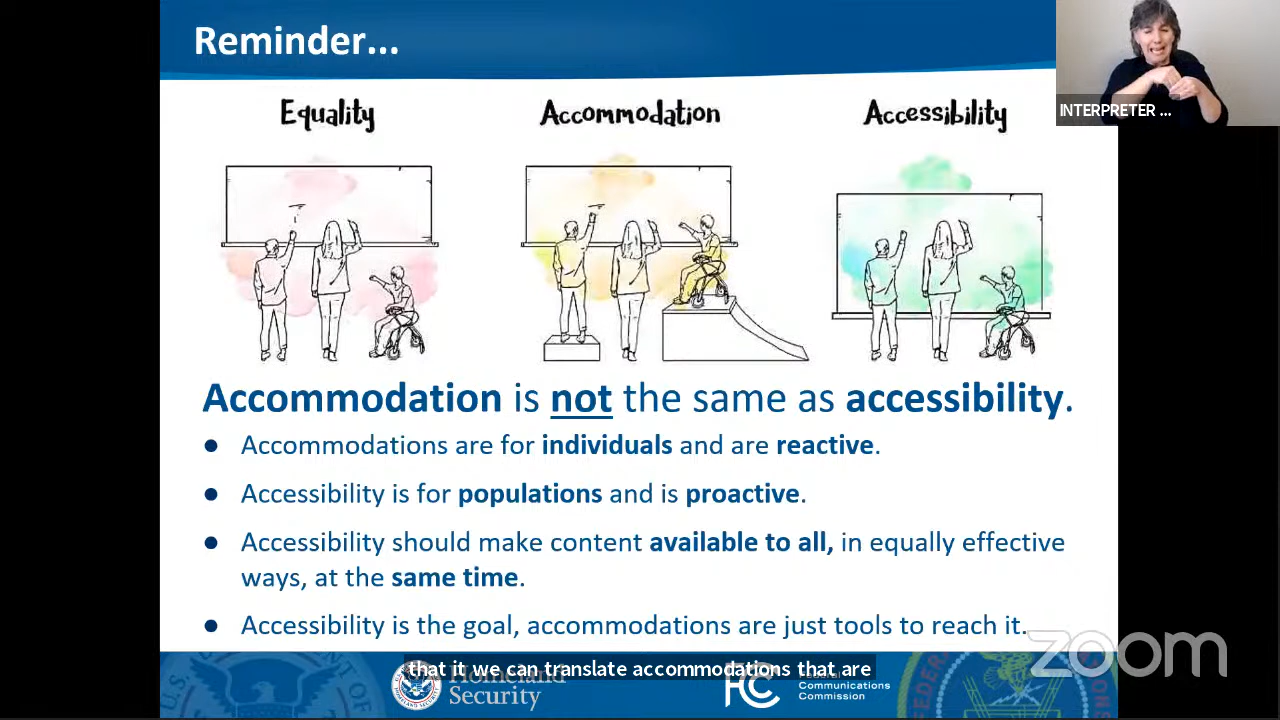 Reminder...
INTERPRETER ...
Equality
Accommodation
Accessibility
Accommodation is not the same as accessibility.
● Accommodations are for individuals and are reactive.
● Accessibility is for populations and is proactive.
● Accessibility should make content available to all, in equally effective
ways, at the same time.
● Accessibility is the goal, accommodations are just tools to reach it.
zoom
that it we can translate accommodations that are
Homeland
Security
FCC
Federal
Communications
Commission